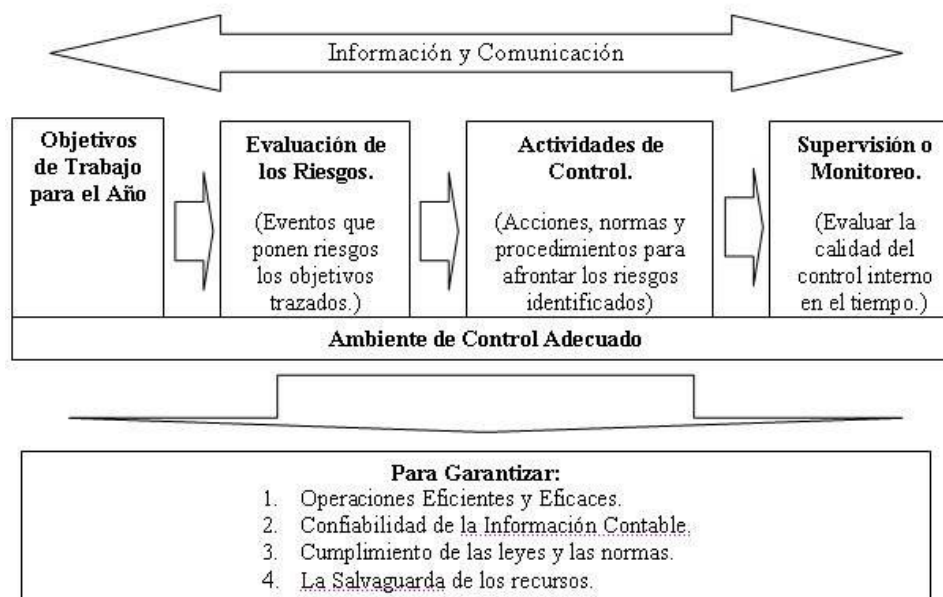 Información y Comunicación
Objetivos
de Trabajo
para el Año
Evaluación de
los Riesgos.
(Eventos que
ponen riesgos
los objetivos
trazados.)
Actividades de
Control.
(Acciones, normas y
procedimientos para
afrontar los riesgos
identificados)
Supervisión o
Monitoreo.
(Evaluar la
calidad del
control interno
en el tiempo.)
Ambiente de Control Adecuado
Para Garantizar:
1. Operaciones Eficientes y Eficaces.
2. Confiabilidad de la Información Contable.
3. Cumplimiento de las leyes y las normas.
4. La Salvaguarda de los recursos.